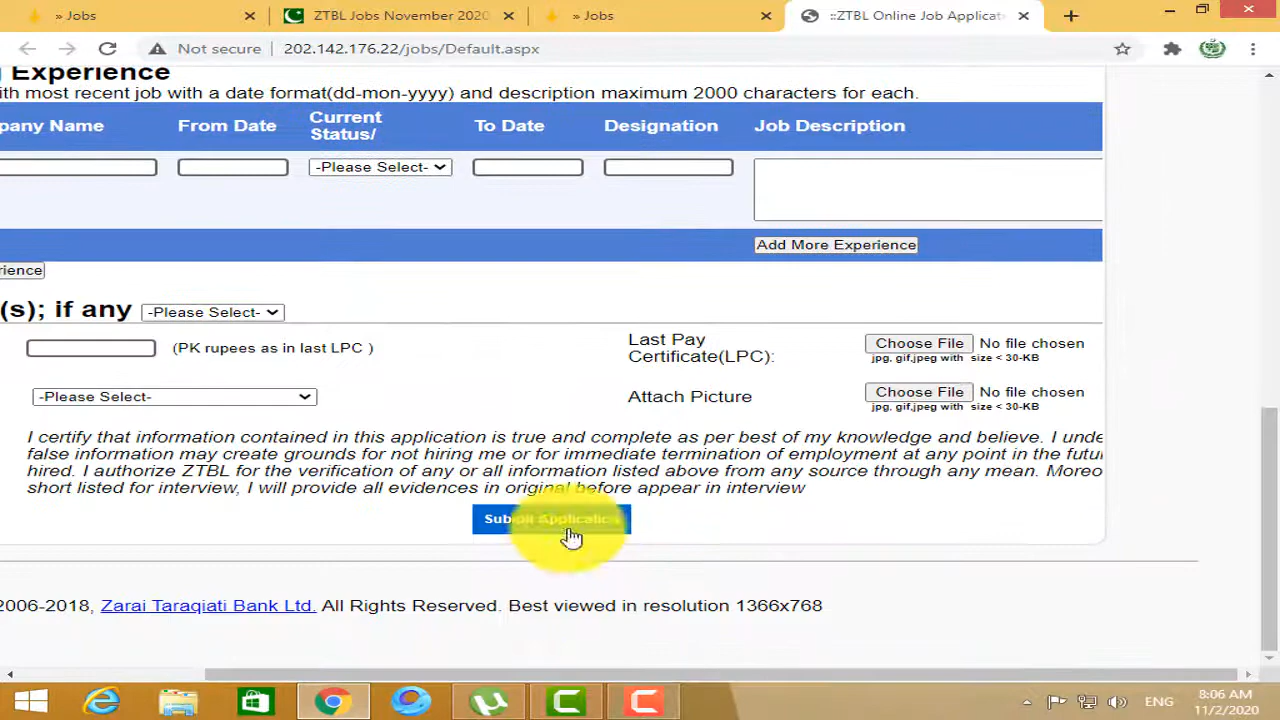 » Jobs
ZTBL Jobs November 2020
» Jobs
::ZTBL Online Job Applicat
Not secure
202.142.176.22/jobs/Default.aspx
Experience
ith most recent job with a date format(dd-mon-yyyy) and description maximum 2000 characters for each.
pany Name
From Date
Current Status/
To Date
Designation
Job Description
-Please Select-
Add More Experience
rience
(s); if any
-Please Select-
(PK rupees as in last LPC )
Last Pay
Certificate(LPC):
Choose File No file chosen
jpg, gif,jpeg with size < 30-KB
-Please Select-
Attach Picture
Choose File No file chosen
jpg, gif,jpeg with size < 30-KB
I certify that information contained in this application is true and complete as per best of my knowledge and believe. I unde
false information may create grounds for not hiring me or for immediate termination of employment at any point in the futu
hired. I authorize ZTBL for the verification of any or all information listed above from any source through any mean. Moreo
short listed for interview, I will provide all evidences in original before appear in interview
Submit Application
2006-2018, Zarai Taraqiati Bank Ltd. All Rights Reserved. Best viewed in resolution 1366x768
ENG
8:06 AM
11/2/2020